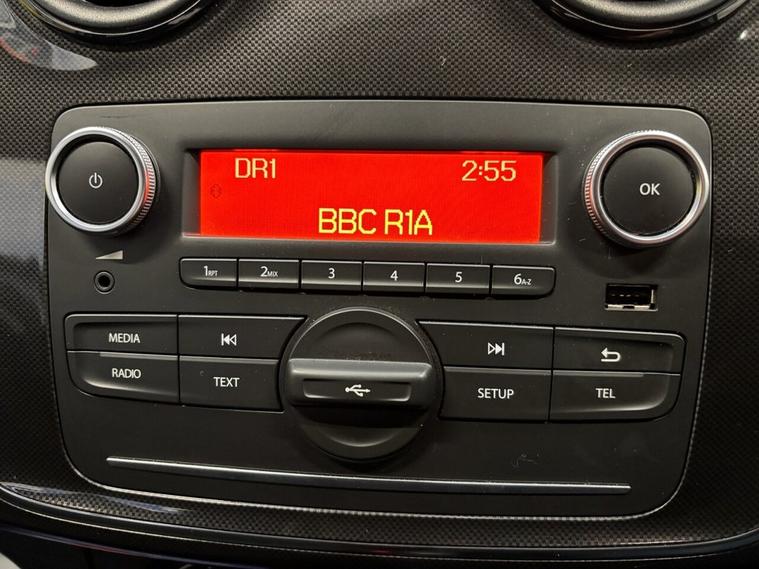 DR1 2:55
BBC R1A
OK
1RPT 2MIX 3 4 5 6A-Z
MEDIA
RADIO TEXT SETUP TEL